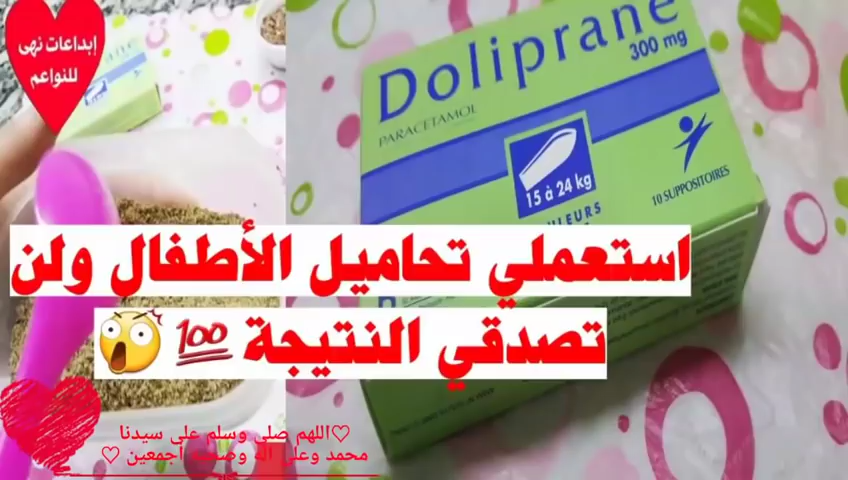 إبداعات نهى
للنواعم
Doliprane
300 mg
PARACETAMOL
15 à 24 kg
10 SUPPOSITOIRES
استعملي تحاميل الأطفال ولن
تصدقي النتيجة 💯 😲
♡اللهم صلى وسلم على سيدنا
محمد وعلى اله وصحبه اجمعين ♡